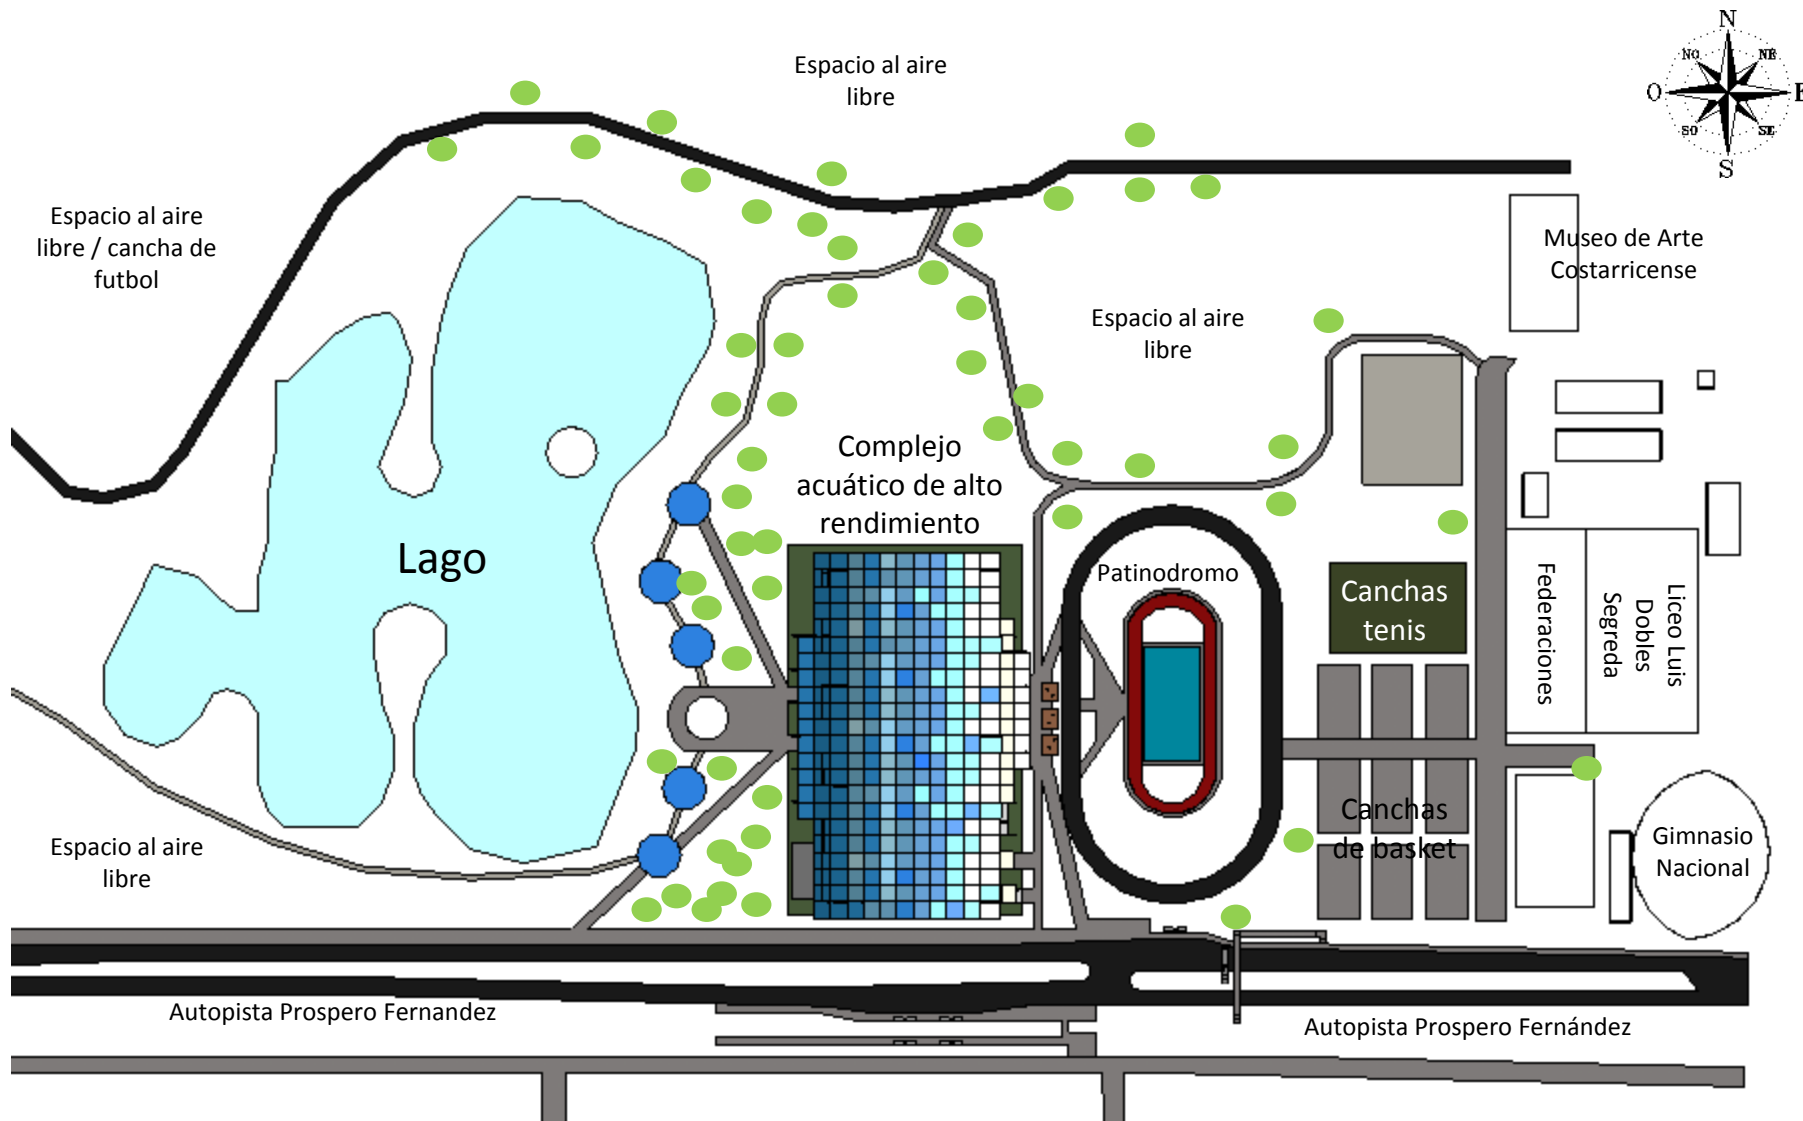 N
NO
NE
O
E
SO
SE
S
Espacio al aire
libre
Espacio al aire
libre / cancha de
futbol
Museo de Arte
Costarricense
Espacio al aire
libre
Complejo
acuático de alto
rendimiento
Lago
Patinodromo
Canchas
tenis
Federaciones
Liceo Luis
Dobles
Segreda
Canchas
de basket
Gimnasio
Nacional
Espacio al aire
libre
Autopista Prospero Fernandez
Autopista Prospero Fernández